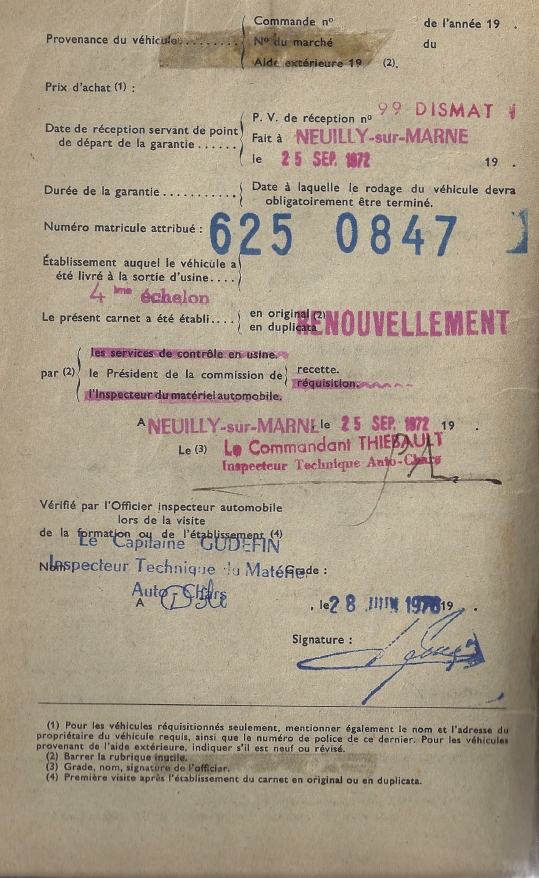 Commande nº de l'année 19 .
Provenance du véhicule........ Nº du marché du
Aide extérieure 19 (2).
Prix d'achat (1) :
P. V. de réception nº 99 DISMAT
Date de réception servant de point Fait à NEUILLY-sur-MARNE
de départ de la garantie ...... le 25 SEP. 1972 19 .
Durée de la garantie ........... Date à laquelle le rodage du véhicule devra
obligatoirement être terminé.
Numéro matricule attribué : 625 0847
Établissement auquel le véhicule a
été livré à la sortie d'usine....
4 ème échelon
Le présent carnet a été établi.... en original (2) RENOUVELLEMENT
en duplicata
les services de contrôle en usine.
par (2) le Président de la commission de recette.
réquisition.
l'Inspecteur du matériel automobile.
A NEUILLY-sur-MARNE le 25 SEP. 1972 19 .
Le (3) Le Commandant THIEBAULT
Inspecteur Technique Auto-Chars
Vérifié par l'Officier inspecteur automobile
lors de la visite
de la formation ou de l'établissement (4)
Le Capitaine GUDEFIN
Nom Inspecteur Technique du Matériel Grade :
Auto-Chars
A , le 28 JUIN 1978 19 .
Signature :
(1) Pour les véhicules réquisitionnés seulement, mentionner également le nom et l'adresse du
propriétaire du véhicule requis, ainsi que le numéro de police de ce dernier. Pour les véhicules
provenant de l'aide extérieure, indiquer s'il est neuf ou révisé.
(2) Barrer la rubrique inutile.
(3) Grade, nom, signature de l'officier.
(4) Première visite après l'établissement du carnet en original ou en duplicata.